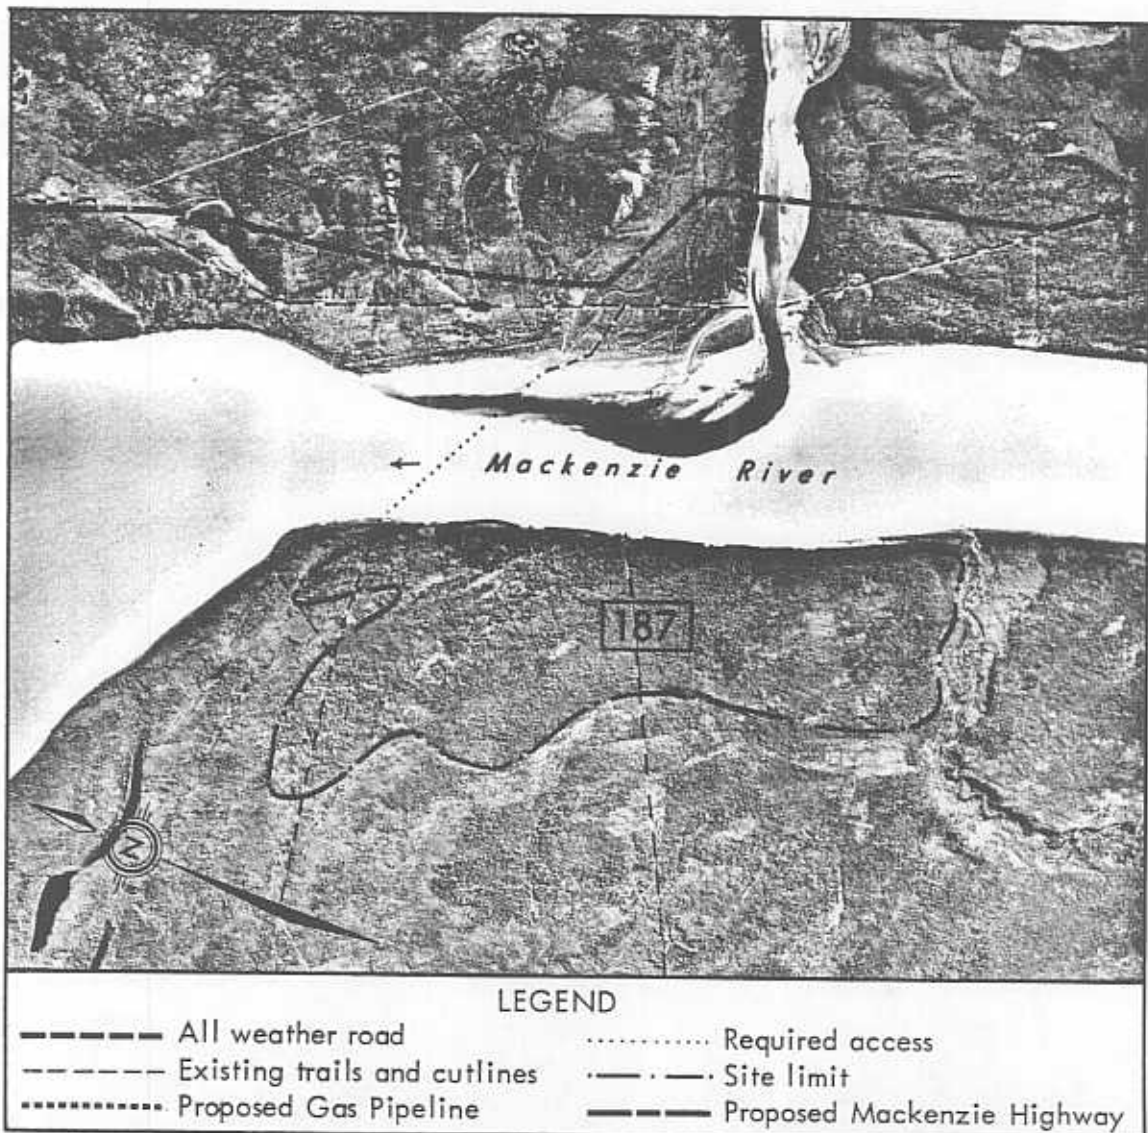 Mackenzie River
187
N
LEGEND
All weather road
Existing trails and cutlines
Proposed Gas Pipeline
Required access
Site limit
Proposed Mackenzie Highway